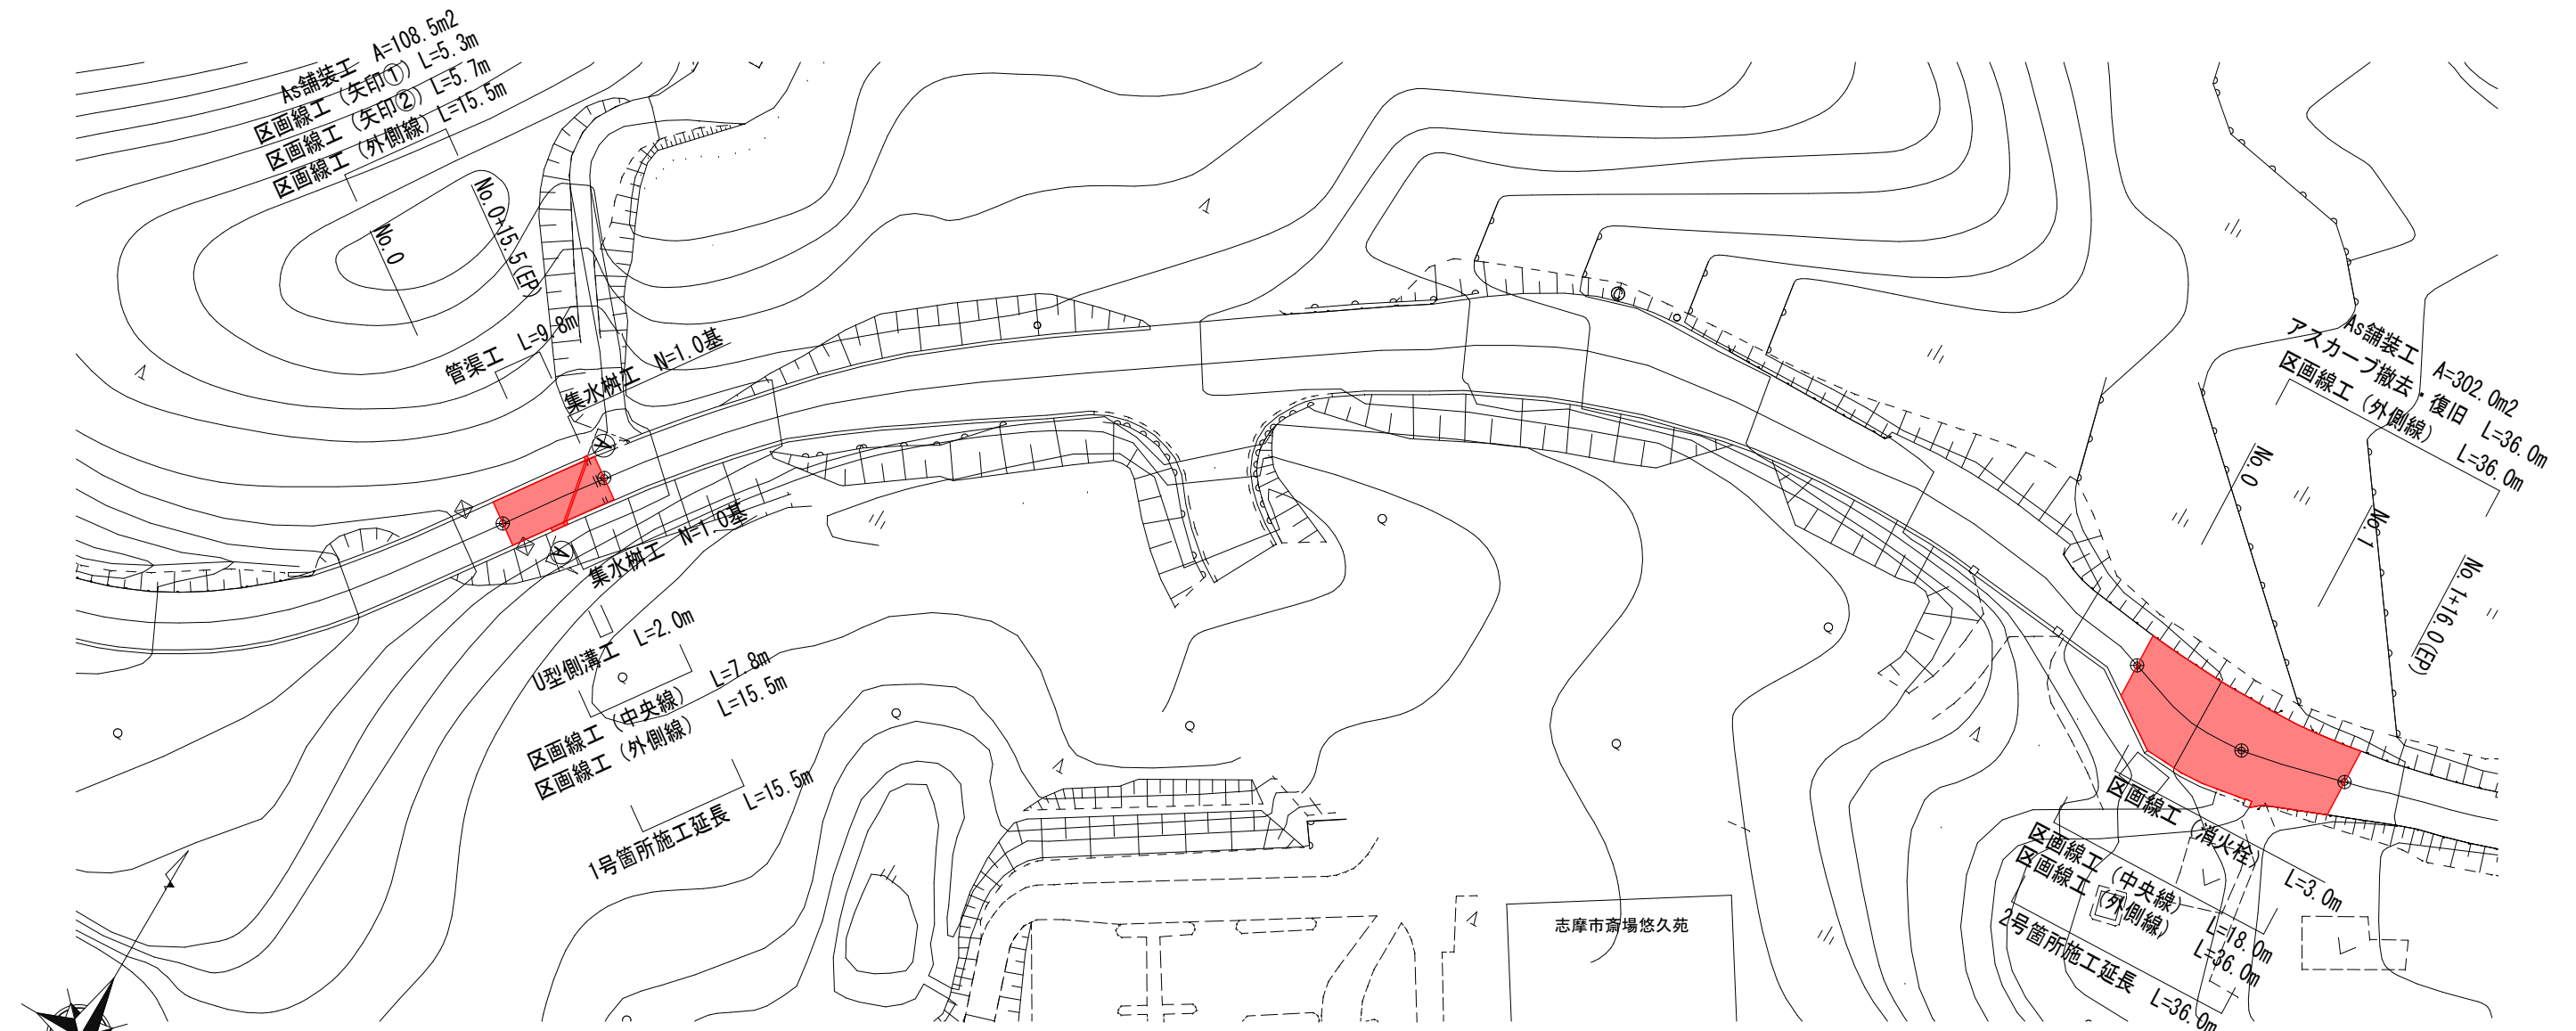 As舗装工 A=108.5m2
区画線工（矢印①）L=5.3m
区画線工（矢印②）L=5.7m
区画線工（外側線）L=15.5m
No.0
No.0+15.5(EP)
管渠工 L=9.8m
集水桝工 N=1.0基
A
A
集水桝工 N=1.0基
U型側溝工 L=2.0m
区画線工（中央線） L=7.8m
区画線工（外側線） L=15.5m
1号箇所施工延長 L=15.5m
As舗装工 A=302.0m2
アスカーブ撤去・復旧 L=36.0m
区画線工（外側線） L=36.0m
No.0
No.1
No.1+16.0(EP)
区画線工（消火栓） L=3.0m
区画線工（中央線） L=18.0m
区画線工（外側線） L=36.0m
2号箇所施工延長 L=36.0m
志摩市斎場悠久苑